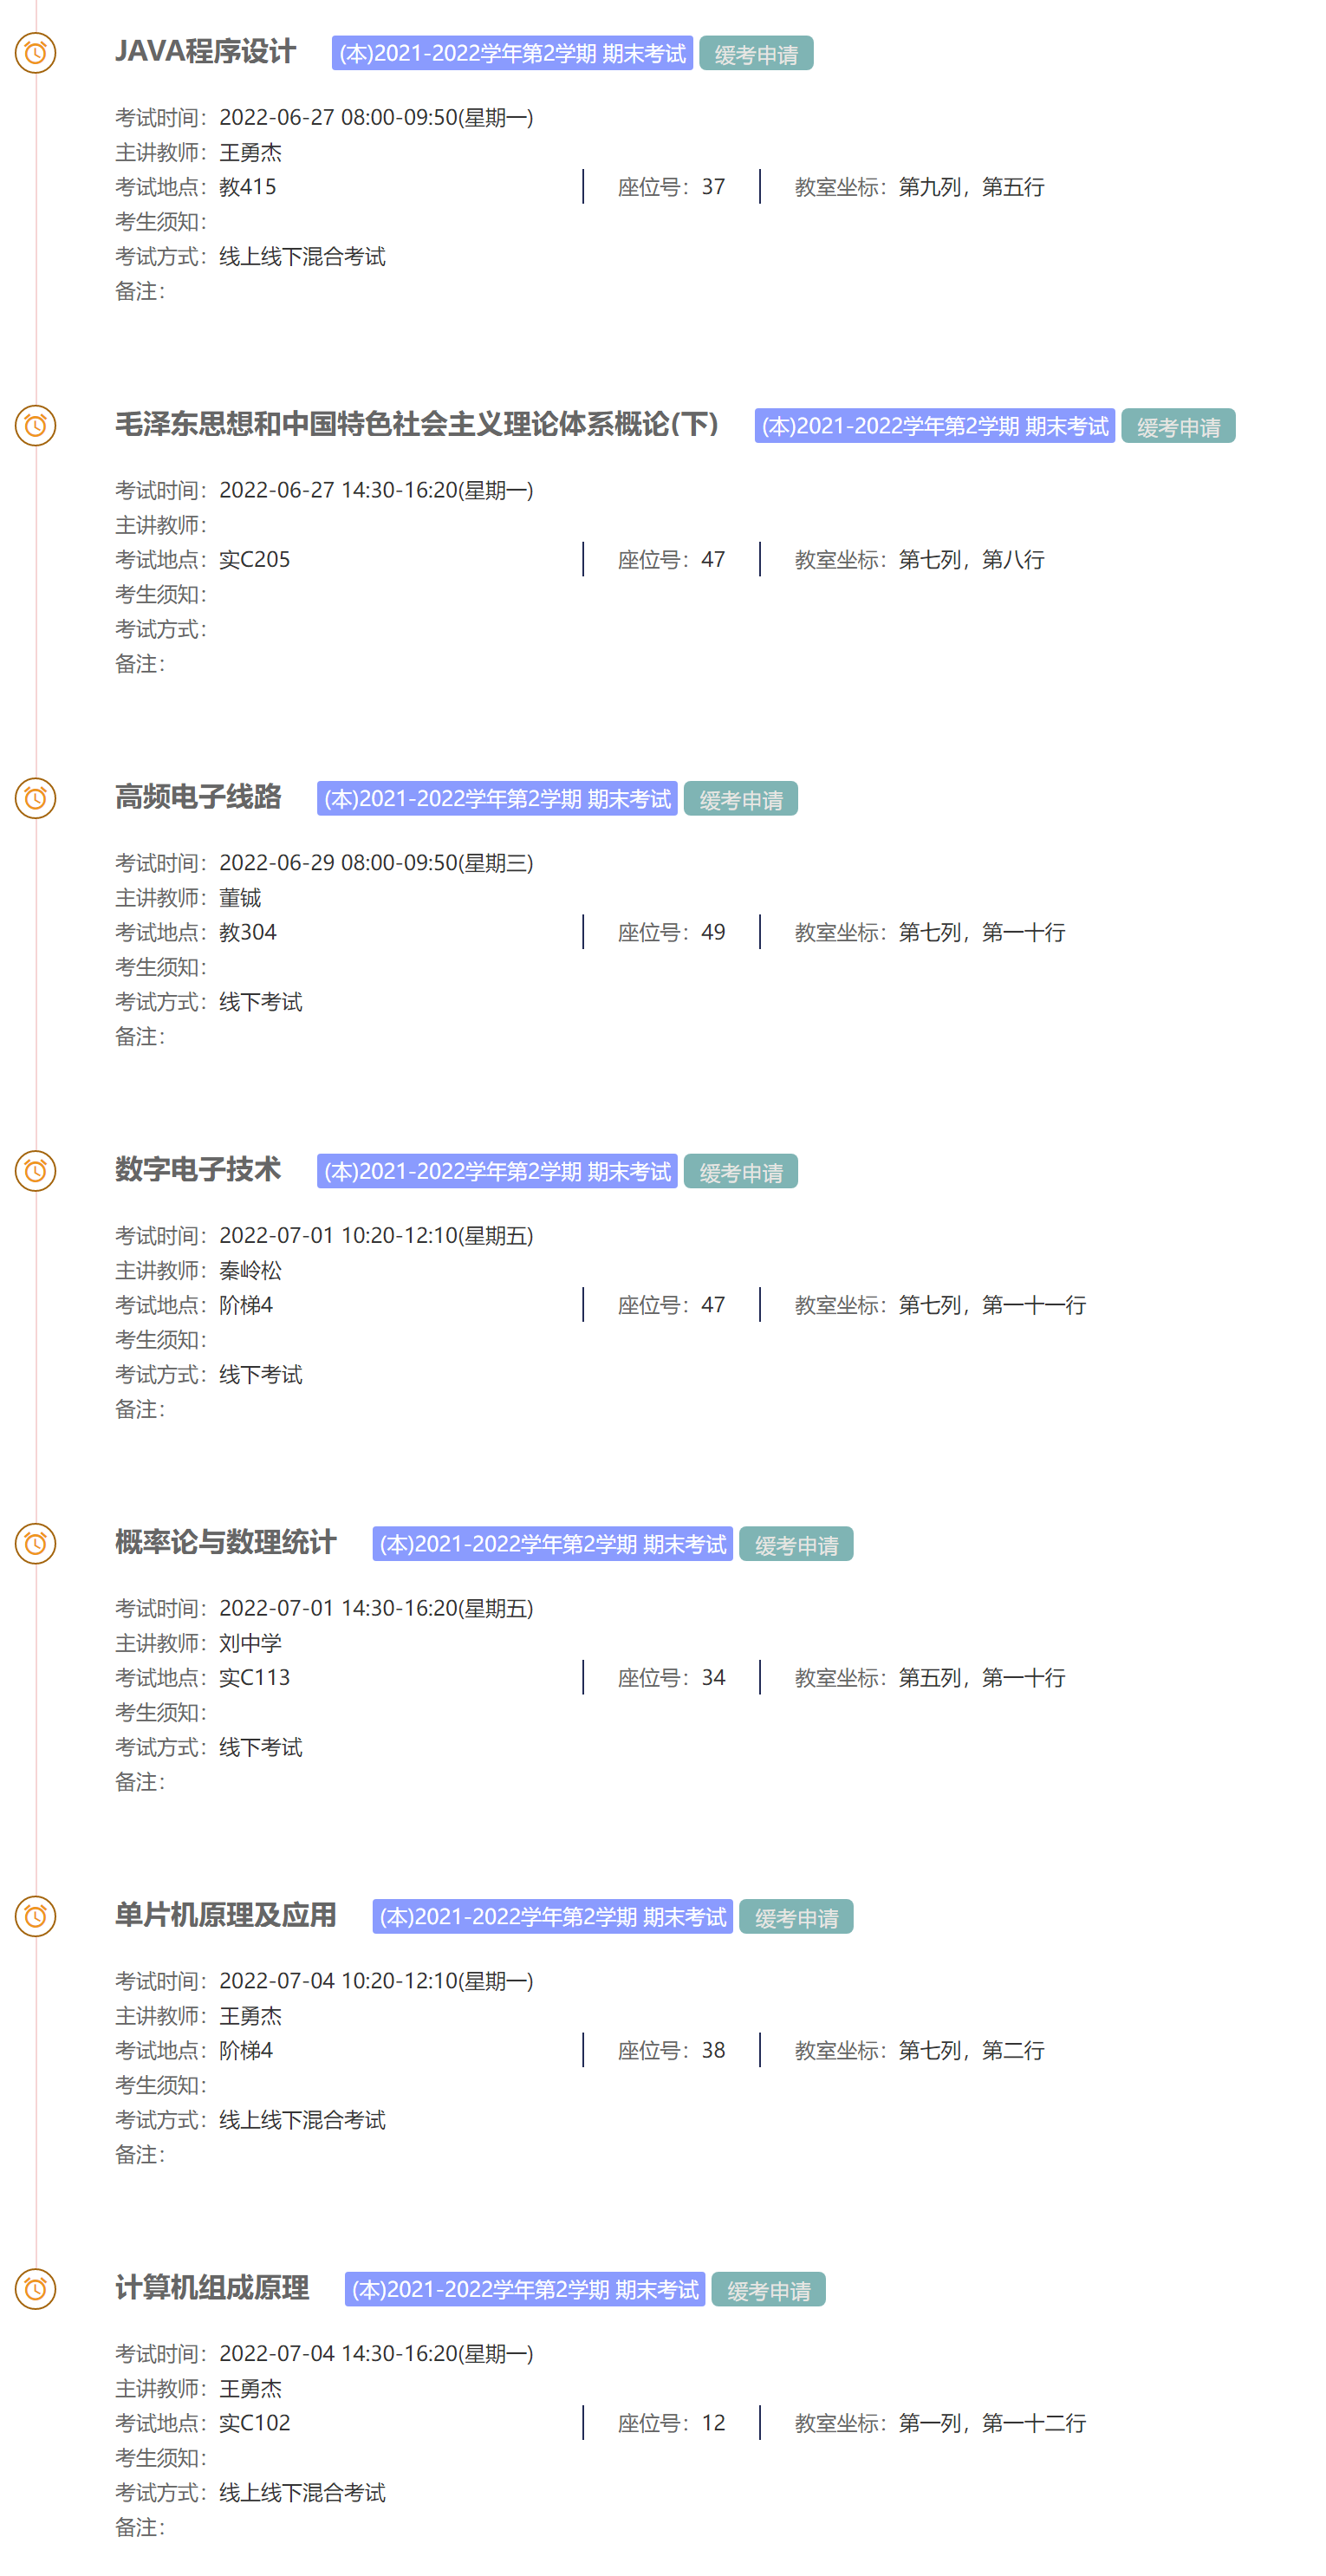 JAVA程序设计 (本)2021-2022学年第2学期 期末考试 缓考申请
考试时间：2022-06-27 08:00-09:50(星期一)
主讲教师：王勇杰
考试地点：教415 座位号：37 教室坐标：第九列，第五行
考生须知：
考试方式：线上线下混合考试
备注：
毛泽东思想和中国特色社会主义理论体系概论(下) (本)2021-2022学年第2学期 期末考试 缓考申请
考试时间：2022-06-27 14:30-16:20(星期一)
主讲教师：
考试地点：实C205 座位号：47 教室坐标：第七列，第八行
考生须知：
考试方式：
备注：
高频电子线路 (本)2021-2022学年第2学期 期末考试 缓考申请
考试时间：2022-06-29 08:00-09:50(星期三)
主讲教师：董铖
考试地点：教304 座位号：49 教室坐标：第七列，第一十行
考生须知：
考试方式：线下考试
备注：
数字电子技术 (本)2021-2022学年第2学期 期末考试 缓考申请
考试时间：2022-07-01 10:20-12:10(星期五)
主讲教师：秦岭松
考试地点：阶梯4 座位号：47 教室坐标：第七列，第一十一行
考生须知：
考试方式：线下考试
备注：
概率论与数理统计 (本)2021-2022学年第2学期 期末考试 缓考申请
考试时间：2022-07-01 14:30-16:20(星期五)
主讲教师：刘中学
考试地点：实C113 座位号：34 教室坐标：第五列，第一十行
考生须知：
考试方式：线下考试
备注：
单片机原理及应用 (本)2021-2022学年第2学期 期末考试 缓考申请
考试时间：2022-07-04 10:20-12:10(星期一)
主讲教师：王勇杰
考试地点：阶梯4 座位号：38 教室坐标：第七列，第二行
考生须知：
考试方式：线上线下混合考试
备注：
计算机组成原理 (本)2021-2022学年第2学期 期末考试 缓考申请
考试时间：2022-07-04 14:30-16:20(星期一)
主讲教师：王勇杰
考试地点：实C102 座位号：12 教室坐标：第一列，第一十二行
考生须知：
考试方式：线上线下混合考试
备注：